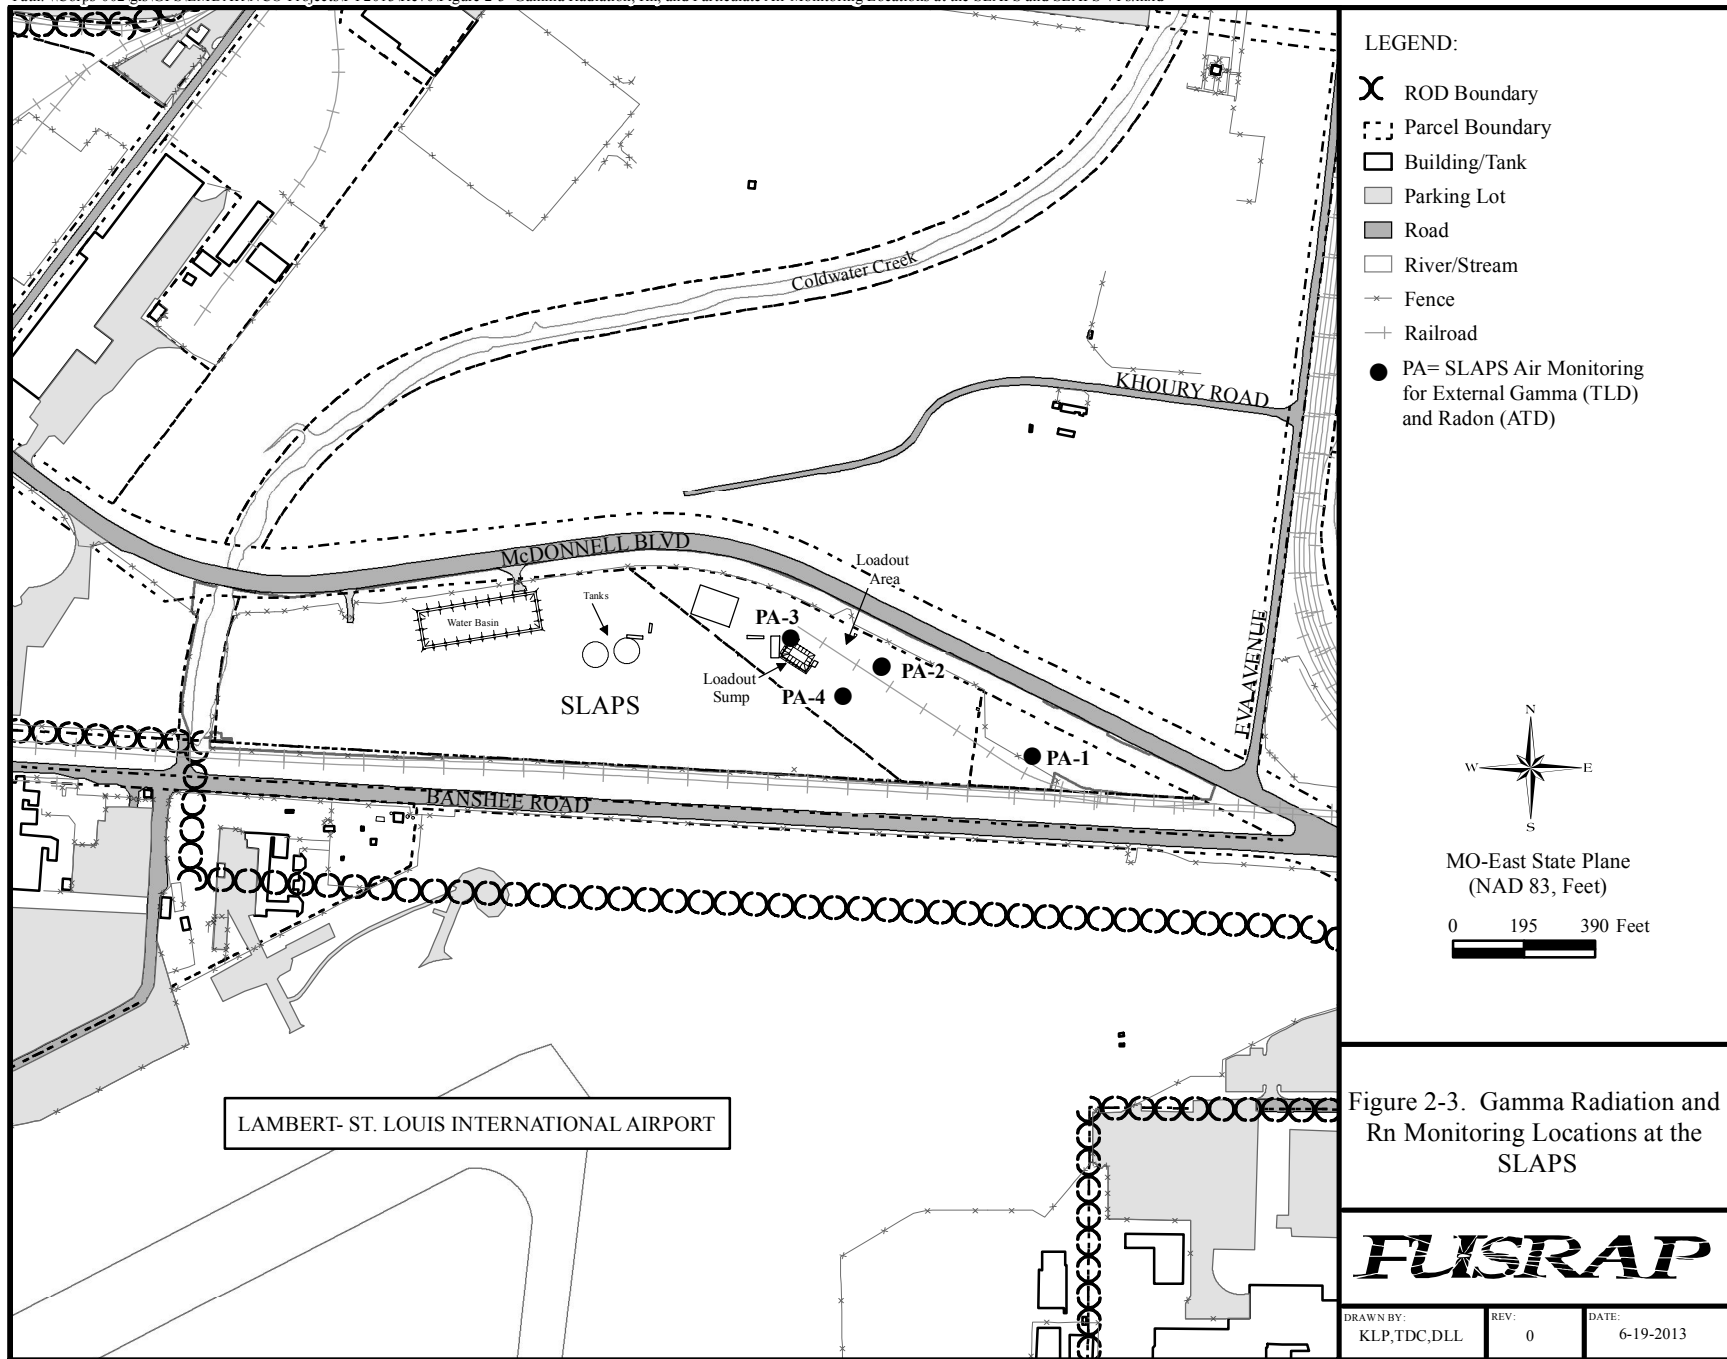 LEGEND:
ROD Boundary
Parcel Boundary
Building/Tank
Parking Lot
Road
River/Stream
Fence
Railroad
PA= SLAPS Air Monitoring
for External Gamma (TLD)
and Radon (ATD)
Coldwater Creek
KHOURY ROAD
McDONNELL BLVD
Loadout
Area
Tanks
Water Basin
PA-3
PA-2
Loadout
Sump
PA-4
SLAPS
PA-1
EVA AVENUE
BANSHEE ROAD
LAMBERT- ST. LOUIS INTERNATIONAL AIRPORT
N
W
E
S
MO-East State Plane
(NAD 83, Feet)
0 195 390 Feet
Figure 2-3. Gamma Radiation and
Rn Monitoring Locations at the
SLAPS
FUSRAP
DRAWN BY:
KLP,TDC,DLL
REV:
0
DATE:
6-19-2013